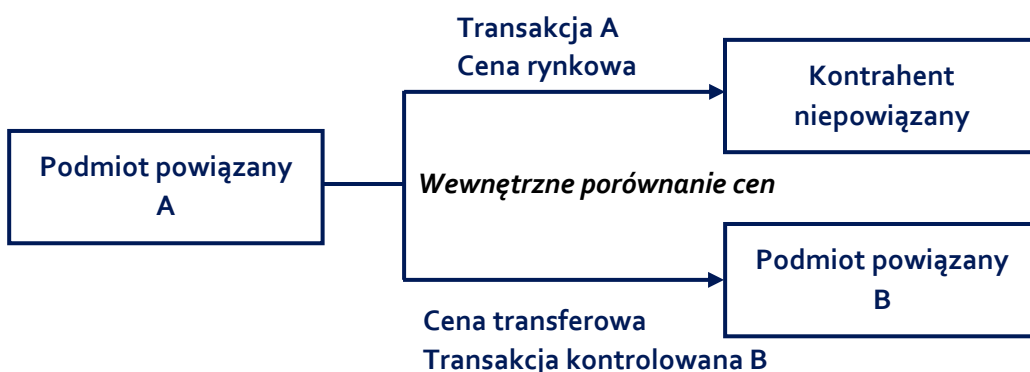 Transakcja A
Cena rynkowa
Kontrahent
niepowiązany
Podmiot powiązany
A
Wewnętrzne porównanie cen
Podmiot powiązany
B
Cena transferowa
Transakcja kontrolowana B